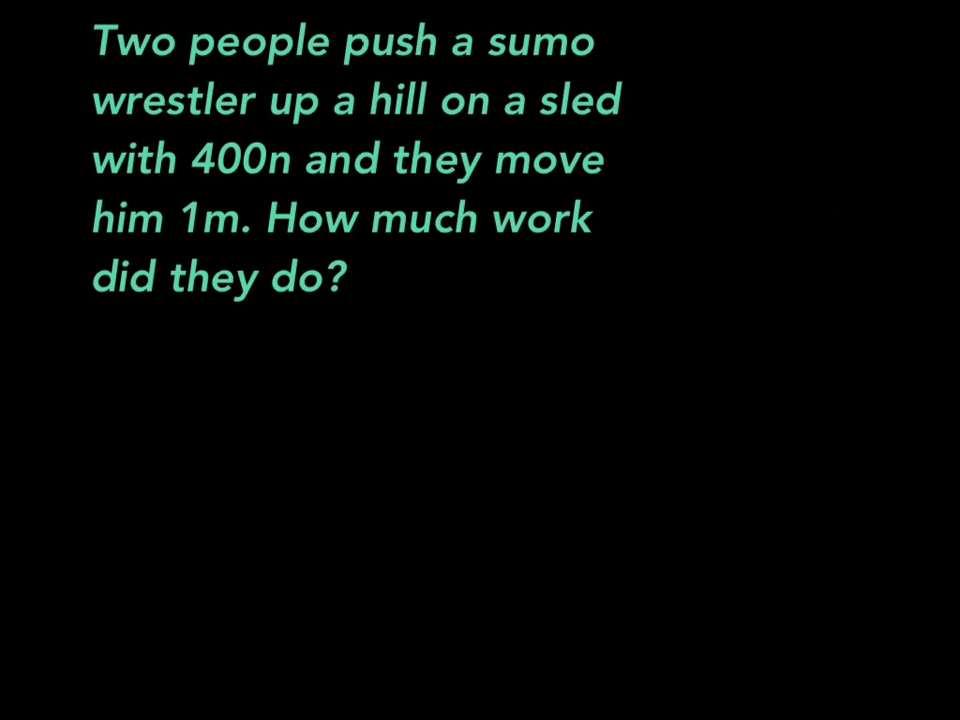 Two people push a sumo
wrestler up a hill on a sled
with 400n and they move
him 1m. How much work
did they do?